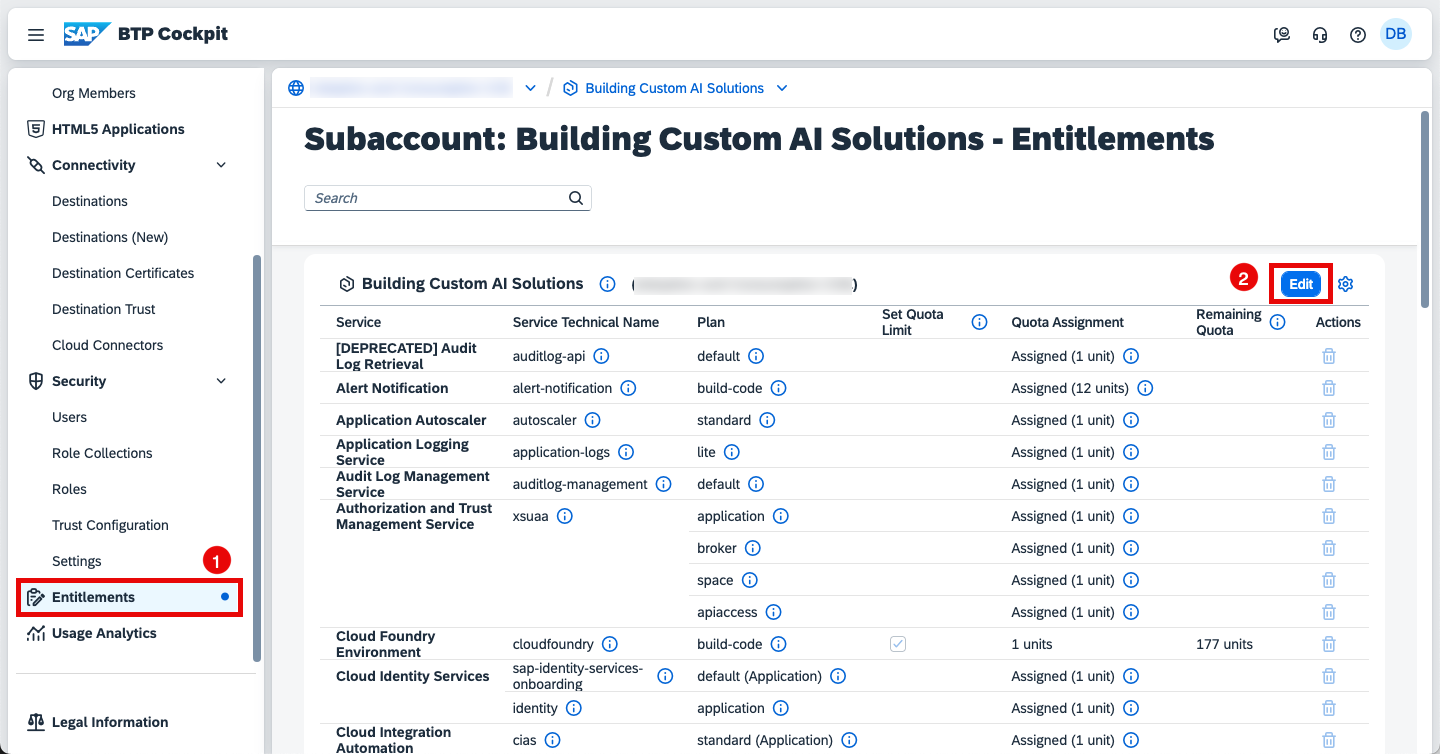 SAP BTP Cockpit
DB
Org Members
HTML5 Applications
Connectivity
Destinations
Destinations (New)
Destination Certificates
Destination Trust
Cloud Connectors
Security
Users
Role Collections
Roles
Trust Configuration
Settings
1
Entitlements
Usage Analytics
Legal Information
/ Building Custom AI Solutions
Subaccount: Building Custom AI Solutions - Entitlements
Search
Building Custom AI Solutions ( )
2
Edit
Service Service Technical Name Plan Set Quota Limit Quota Assignment Remaining Quota Actions
[DEPRECATED] Audit Log Retrieval auditlog-api default Assigned (1 unit)
Alert Notification alert-notification build-code Assigned (12 units)
Application Autoscaler autoscaler standard Assigned (1 unit)
Application Logging Service application-logs lite Assigned (1 unit)
Audit Log Management Service auditlog-management default Assigned (1 unit)
Authorization and Trust Management Service xsuaa application Assigned (1 unit)
broker Assigned (1 unit)
space Assigned (1 unit)
apiaccess Assigned (1 unit)
Cloud Foundry Environment cloudfoundry build-code 1 units 177 units
Cloud Identity Services sap-identity-services-onboarding default (Application) Assigned (1 unit)
identity application Assigned (1 unit)
Cloud Integration Automation cias standard (Application) Assigned (1 unit)